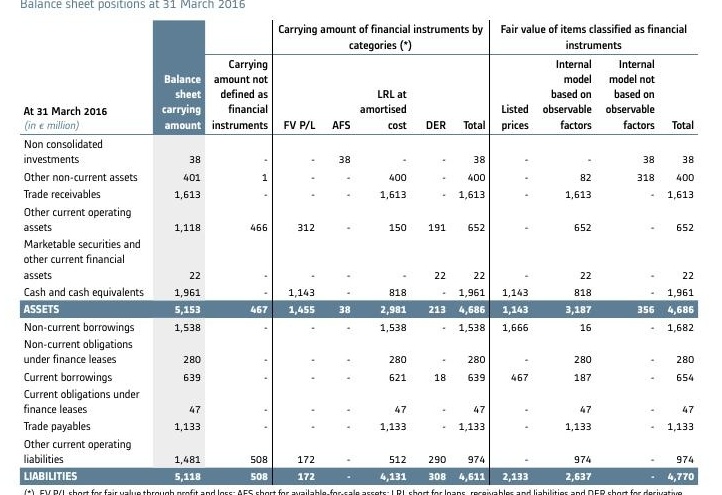 Balance sheet positions at 31 March 2016
Carrying amount of financial instruments by
categories (*)
Fair value of items classified as financial
instruments
At 31 March 2016
(in € million)
Balance
sheet
carrying
amount
Carrying
amount not
defined as
financial
instruments
FV P/L
AFS
LRL at
amortised
cost
DER
Total
Listed
prices
Internal
model
based on
observable
factors
Internal
model not
based on
observable
factors
Total
Non consolidated
investments 38 - - 38 - - 38 - - 38 38
Other non-current assets 401 1 - - 400 - 400 - 82 318 400
Trade receivables 1,613 - - - 1,613 - 1,613 - 1,613 - 1,613
Other current operating
assets 1,118 466 312 - 150 191 652 - 652 - 652
Marketable securities and
other current financial
assets 22 - - - - 22 22 - 22 - 22
Cash and cash equivalents 1,961 - 1,143 - 818 - 1,961 1,143 818 - 1,961
ASSETS 5,153 467 1,455 38 2,981 213 4,686 1,143 3,187 356 4,686
Non-current borrowings 1,538 - - - 1,538 - 1,538 1,666 16 - 1,682
Non-current obligations
under finance leases 280 - - - 280 - 280 - 280 - 280
Current borrowings 639 - - - 621 18 639 467 187 - 654
Current obligations under
finance leases 47 - - - 47 - 47 - 47 - 47
Trade payables 1,133 - - - 1,133 - 1,133 - 1,133 - 1,133
Other current operating
liabilities 1,481 508 172 - 512 290 974 - 974 - 974
LIABILITIES 5,118 508 172 - 4,131 308 4,611 2,133 2,637 - 4,770
(*) FV P/L short for fair value through profit and loss; AFS short for available-for-sale assets; LRL short for loans, receivables and liabilities and DER short for derivative